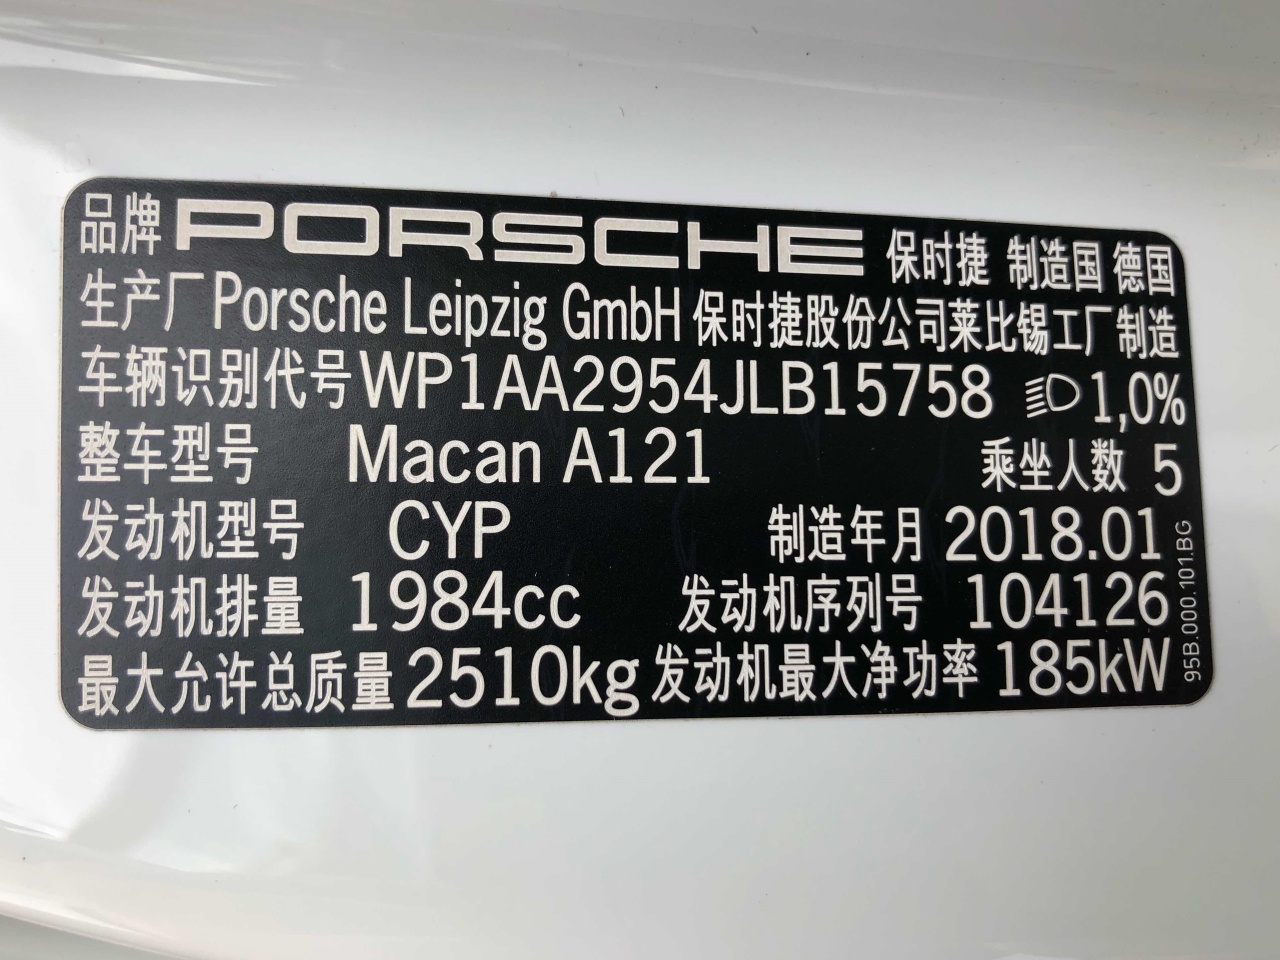 品牌 PORSCHE 保时捷 制造国 德国
生产厂 Porsche Leipzig GmbH 保时捷股份公司莱比锡工厂制造
车辆识别代号 WP1AA2954JLB15758 1,0%
整车型号 Macan A121 乘坐人数 5
发动机型号 CYP 制造年月 2018.01
发动机排量 1984cc 发动机序列号 104126
最大允许总质量 2510kg 发动机最大净功率 185kW
95B.000.101.BG